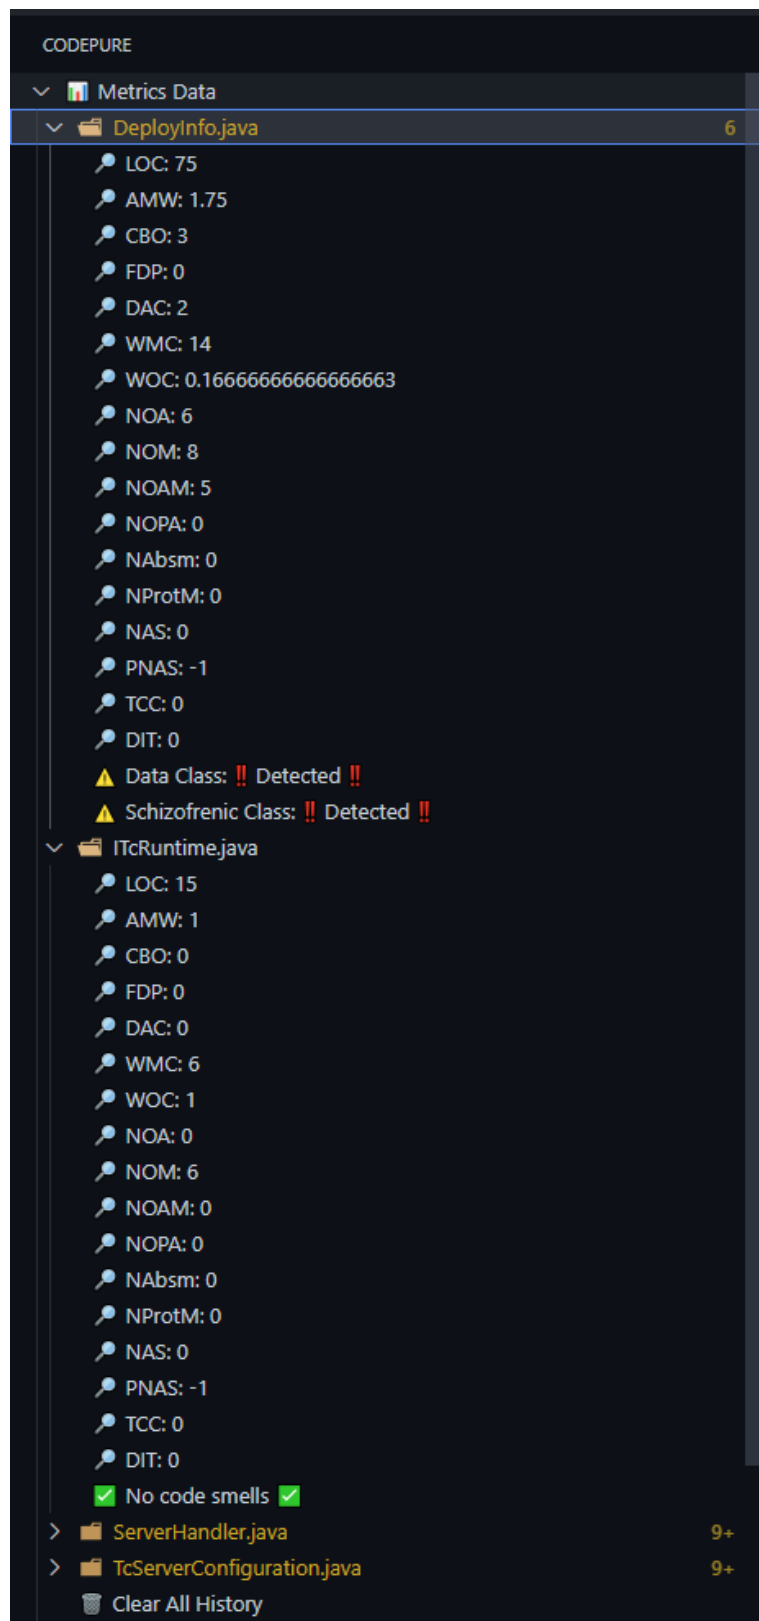 CODEPURE
Metrics Data
DeployInfo.java 6
LOC: 75
AMW: 1.75
CBO: 3
FDP: 0
DAC: 2
WMC: 14
WOC: 0.16666666666666663
NOA: 6
NOM: 8
NOAM: 5
NOPA: 0
NAbsm: 0
NProtM: 0
NAS: 0
PNAS: -1
TCC: 0
DIT: 0
Data Class: ‼ Detected ‼
Schizofrenic Class: ‼ Detected ‼
ITcRuntime.java
LOC: 15
AMW: 1
CBO: 0
FDP: 0
DAC: 0
WMC: 6
WOC: 1
NOA: 0
NOM: 6
NOAM: 0
NOPA: 0
NAbsm: 0
NProtM: 0
NAS: 0
PNAS: -1
TCC: 0
DIT: 0
No code smells
ServerHandler.java 9+
TcServerConfiguration.java 9+
Clear All History